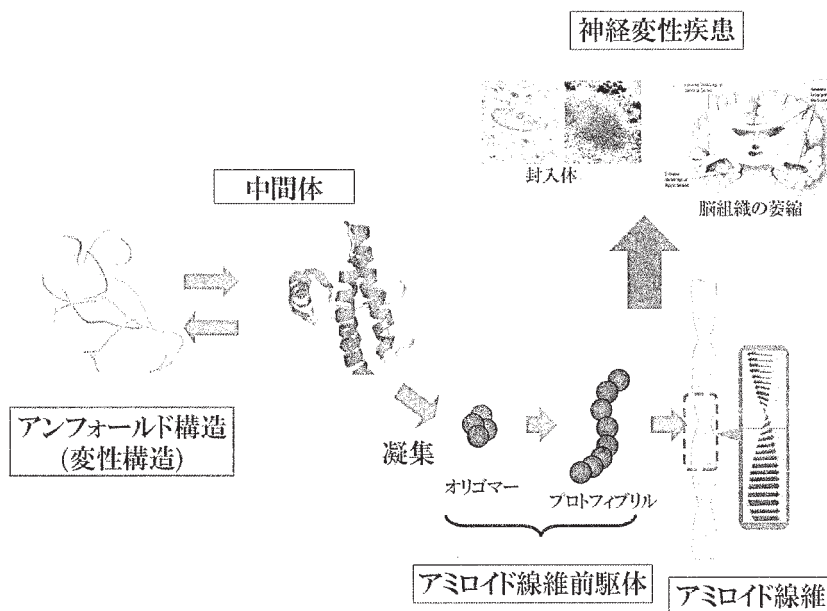 神経変性疾患
封入体
脳組織の萎縮
中間体
アンフォールド構造
(変性構造)
凝集
オリゴマー
プロトフィブリル
アミロイド線維前駆体
アミロイド線維